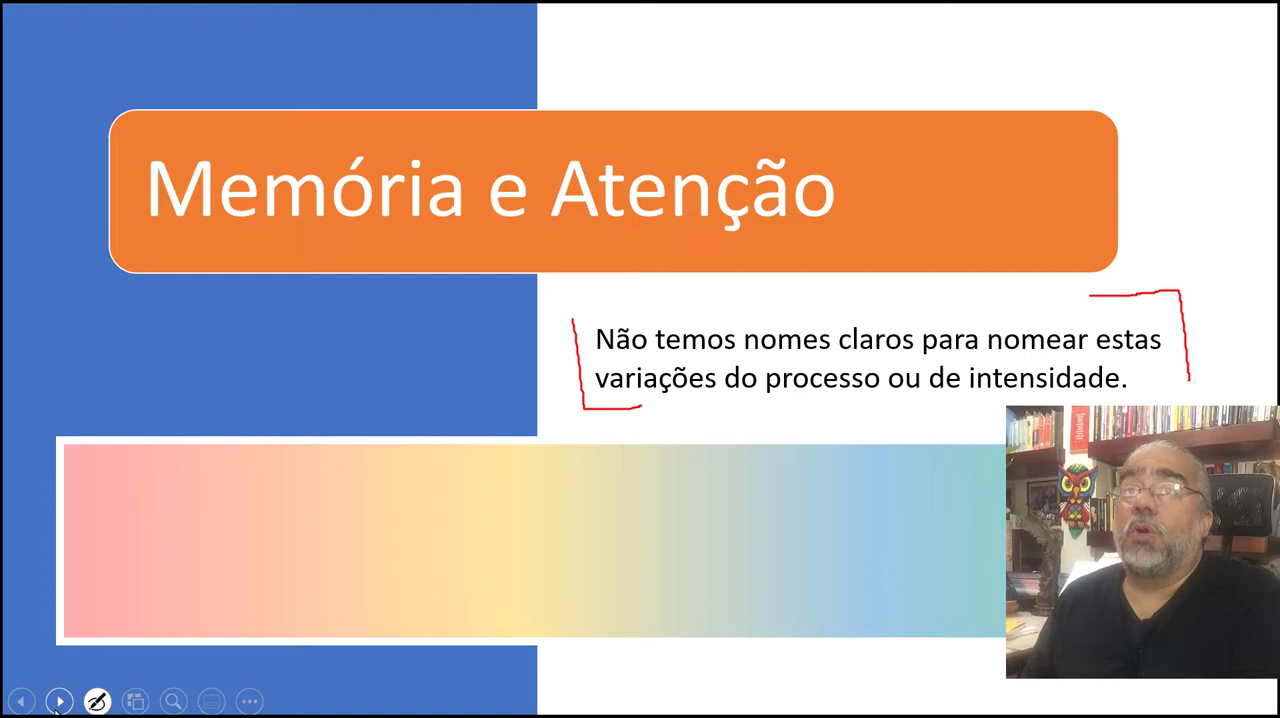 Memória e Atenção
Não temos nomes claros para nomear estas
variações do processo ou de intensidade.